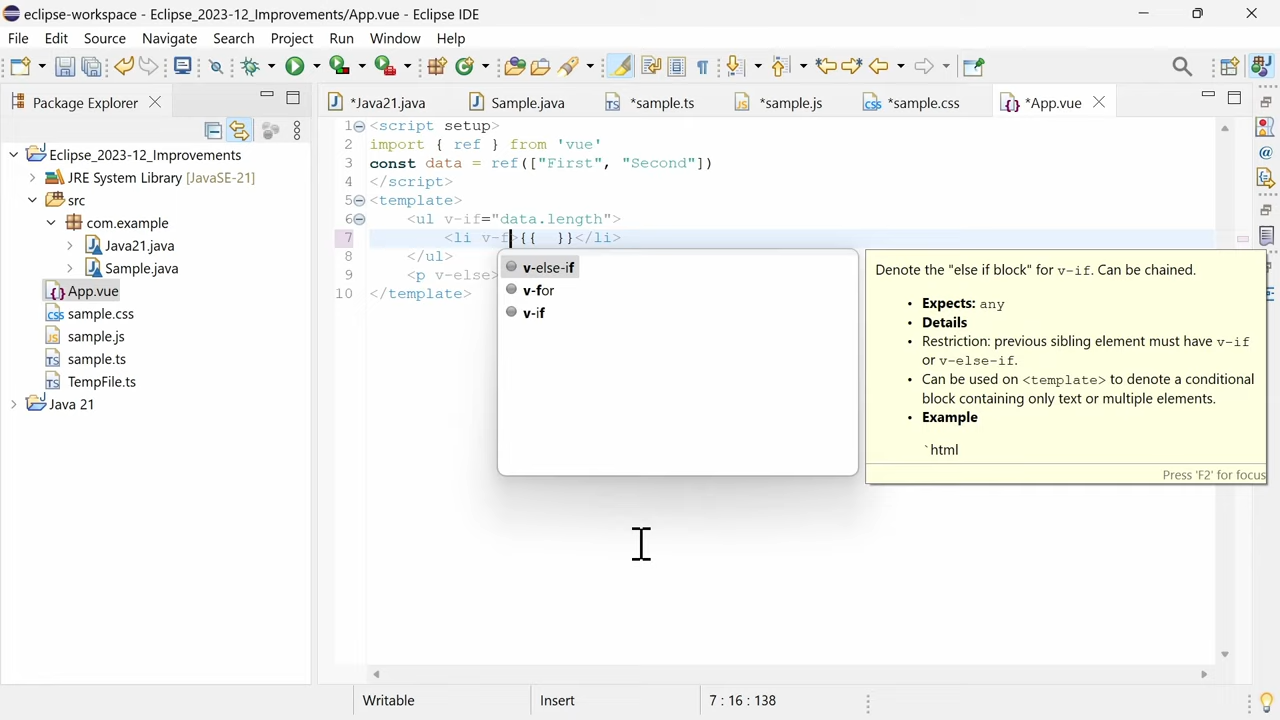 eclipse-workspace - Eclipse_2023-12_Improvements/App.vue - Eclipse IDE
File Edit Source Navigate Search Project Run Window Help
Package Explorer
*Java21.java Sample.java *sample.ts *sample.js *sample.css *App.vue
Eclipse_2023-12_Improvements
JRE System Library [JavaSE-21]
src
com.example
Java21.java
Sample.java
App.vue
sample.css
sample.js
sample.ts
TempFile.ts
Java 21
1 <script setup>
2 import { ref } from 'vue'
3 const data = ref(["First", "Second"])
4 </script>
5 <template>
6 <ul v-if="data.length">
7 <li v-f>{{ }}</li>
8 </ul>
9 <p v-else>
10 </template>
v-else-if
v-for
v-if
Denote the "else if block" for v-if. Can be chained.
• Expects: any
• Details
• Restriction: previous sibling element must have v-if
or v-else-if.
• Can be used on <template> to denote a conditional
block containing only text or multiple elements.
• Example
`html
Press 'F2' for focus
Writable Insert 7 : 16 : 138